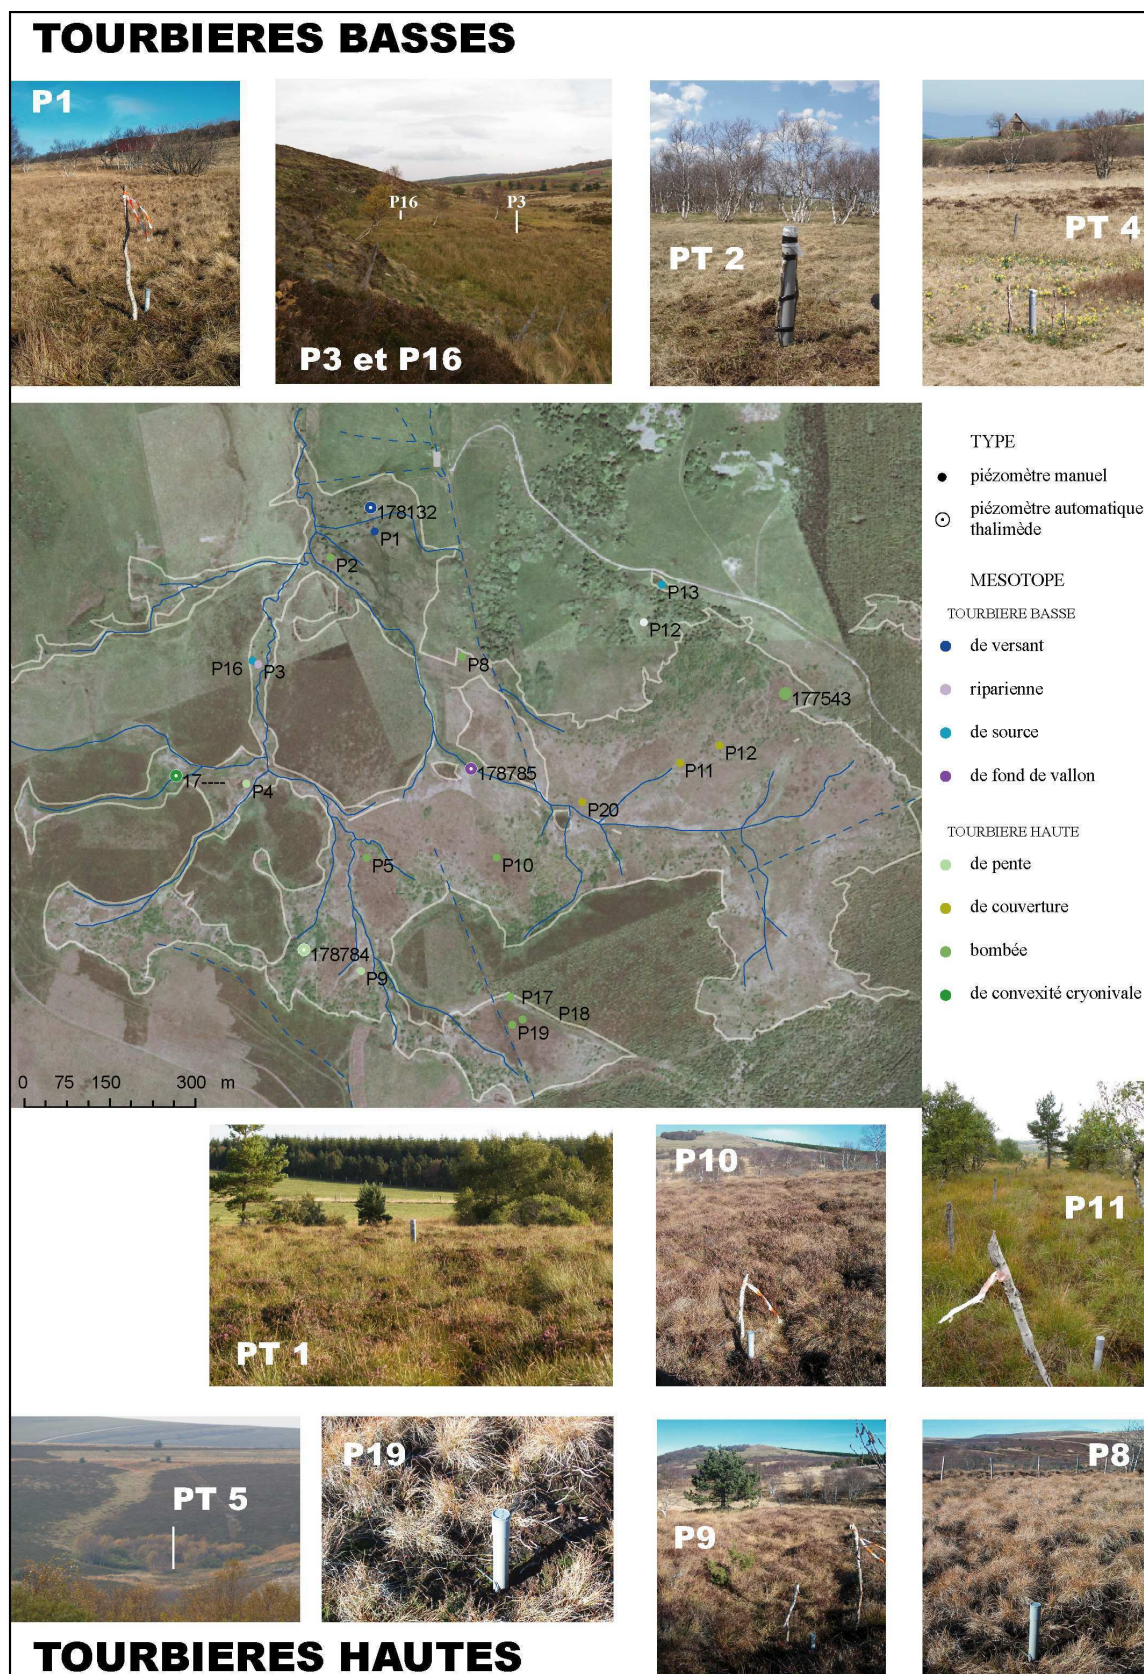 TOURBIERES BASSES
P1
P16
P3
P3 et P16
PT 2
PT 4
TYPE
piézomètre manuel
piézomètre automatique
thalimède
MESOTOPE
TOURBIERE BASSE
de versant
riparienne
de source
de fond de vallon
TOURBIERE HAUTE
de pente
de couverture
bombée
de convexité cryonivale
178132
P1
P2
P13
P12
P16
P3
P8
177543
P12
P11
178785
17----
P4
P20
P5
P10
178784
P9
P17
P18
P19
0 75 150 300 m
PT 1
P10
P11
PT 5
P19
P9
P8
TOURBIERES HAUTES